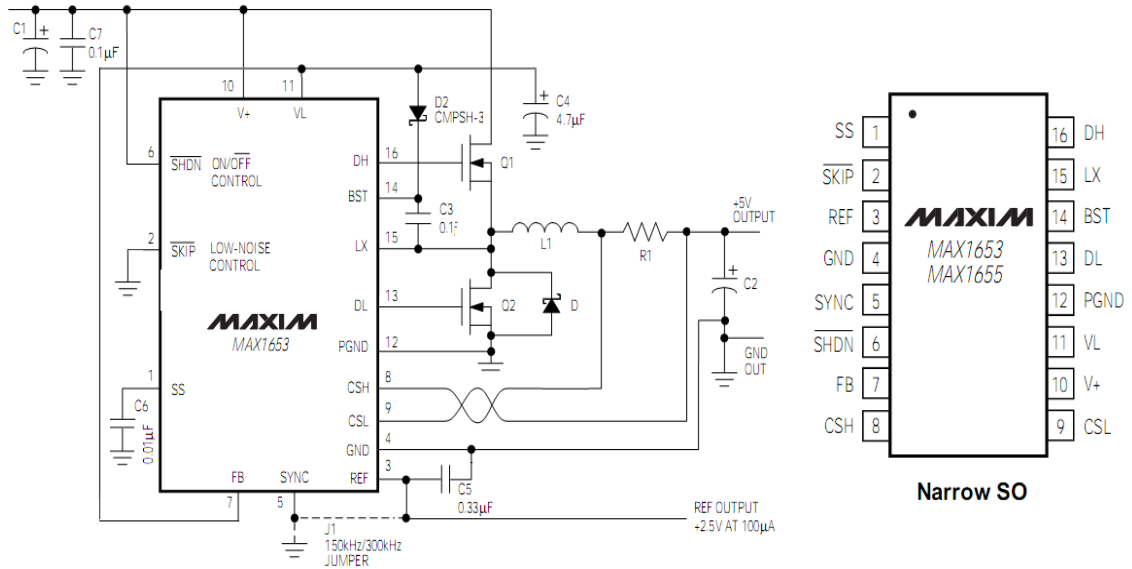 C1
+
C7
0.1µF
10
11
V+
VL
D2
CMPSH-3
+
C4
4.7µF
6
SHDN
ON/OFF
CONTROL
DH
16
Q1
BST
14
C3
0.1F
2
SKIP
LOW-NOISE
CONTROL
LX
15
L1
R1
+5V
OUTPUT
DL
13
Q2
D
+
C2
MAXIM
MAX1653
PGND
12
GND
OUT
1
SS
CSH
8
C6
0.01µF
CSL
9
GND
4
FB
SYNC
REF
3
7
5
C5
0.33µF
J1
150kHz/300kHz
JUMPER
REF OUTPUT
+2.5V AT 100µA
SS 1
SKIP 2
REF 3
GND 4
SYNC 5
SHDN 6
FB 7
CSH 8
MAXIM
MAX1653
MAX1655
16 DH
15 LX
14 BST
13 DL
12 PGND
11 VL
10 V+
9 CSL
Narrow SO